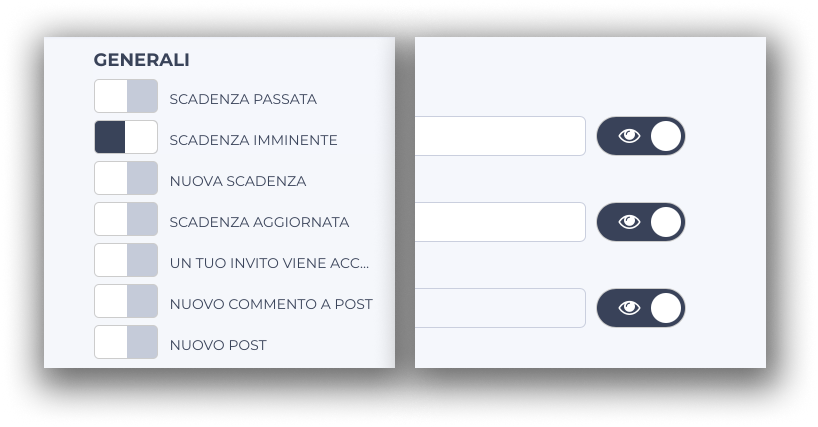 GENERALI
SCADENZA PASSATA
SCADENZA IMMINENTE
NUOVA SCADENZA
SCADENZA AGGIORNATA
UN TUO INVITO VIENE ACC...
NUOVO COMMENTO A POST
NUOVO POST